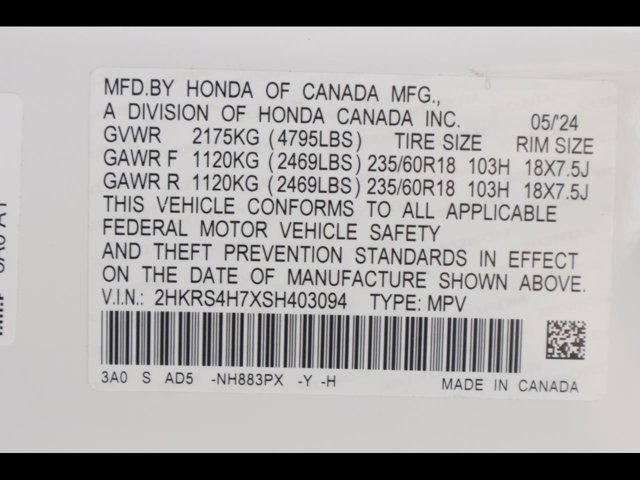 MFD.BY HONDA OF CANADA MFG.,
A DIVISION OF HONDA CANADA INC. 05/'24
GVWR 2175KG (4795LBS) TIRE SIZE RIM SIZE
GAWR F 1120KG (2469LBS) 235/60R18 103H 18X7.5J
GAWR R 1120KG (2469LBS) 235/60R18 103H 18X7.5J
THIS VEHICLE CONFORMS TO ALL APPLICABLE
FEDERAL MOTOR VEHICLE SAFETY
AND THEFT PREVENTION STANDARDS IN EFFECT
ON THE DATE OF MANUFACTURE SHOWN ABOVE.
V.I.N.: 2HKRS4H7XSH403094 TYPE: MPV
3A0 S AD5 -NH883PX -Y -H MADE IN CANADA